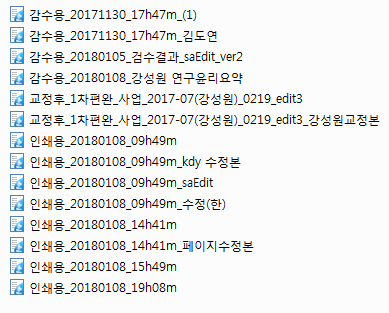 감수용_20171130_17h47m_(1)
감수용_20171130_17h47m_김도연
감수용_20180105_검수결과_saEdit_ver2
감수용_20180108_강성원 연구윤리요약
교정후_1차편완_사업_2017-07(강성원)_0219_edit3
교정후_1차편완_사업_2017-07(강성원)_0219_edit3_강성원교정본
인쇄용_20180108_09h49m
인쇄용_20180108_09h49m_kdy 수정본
인쇄용_20180108_09h49m_saEdit
인쇄용_20180108_09h49m_수정(한)
인쇄용_20180108_14h41m
인쇄용_20180108_14h41m_페이지수정본
인쇄용_20180108_15h49m
인쇄용_20180108_19h08m